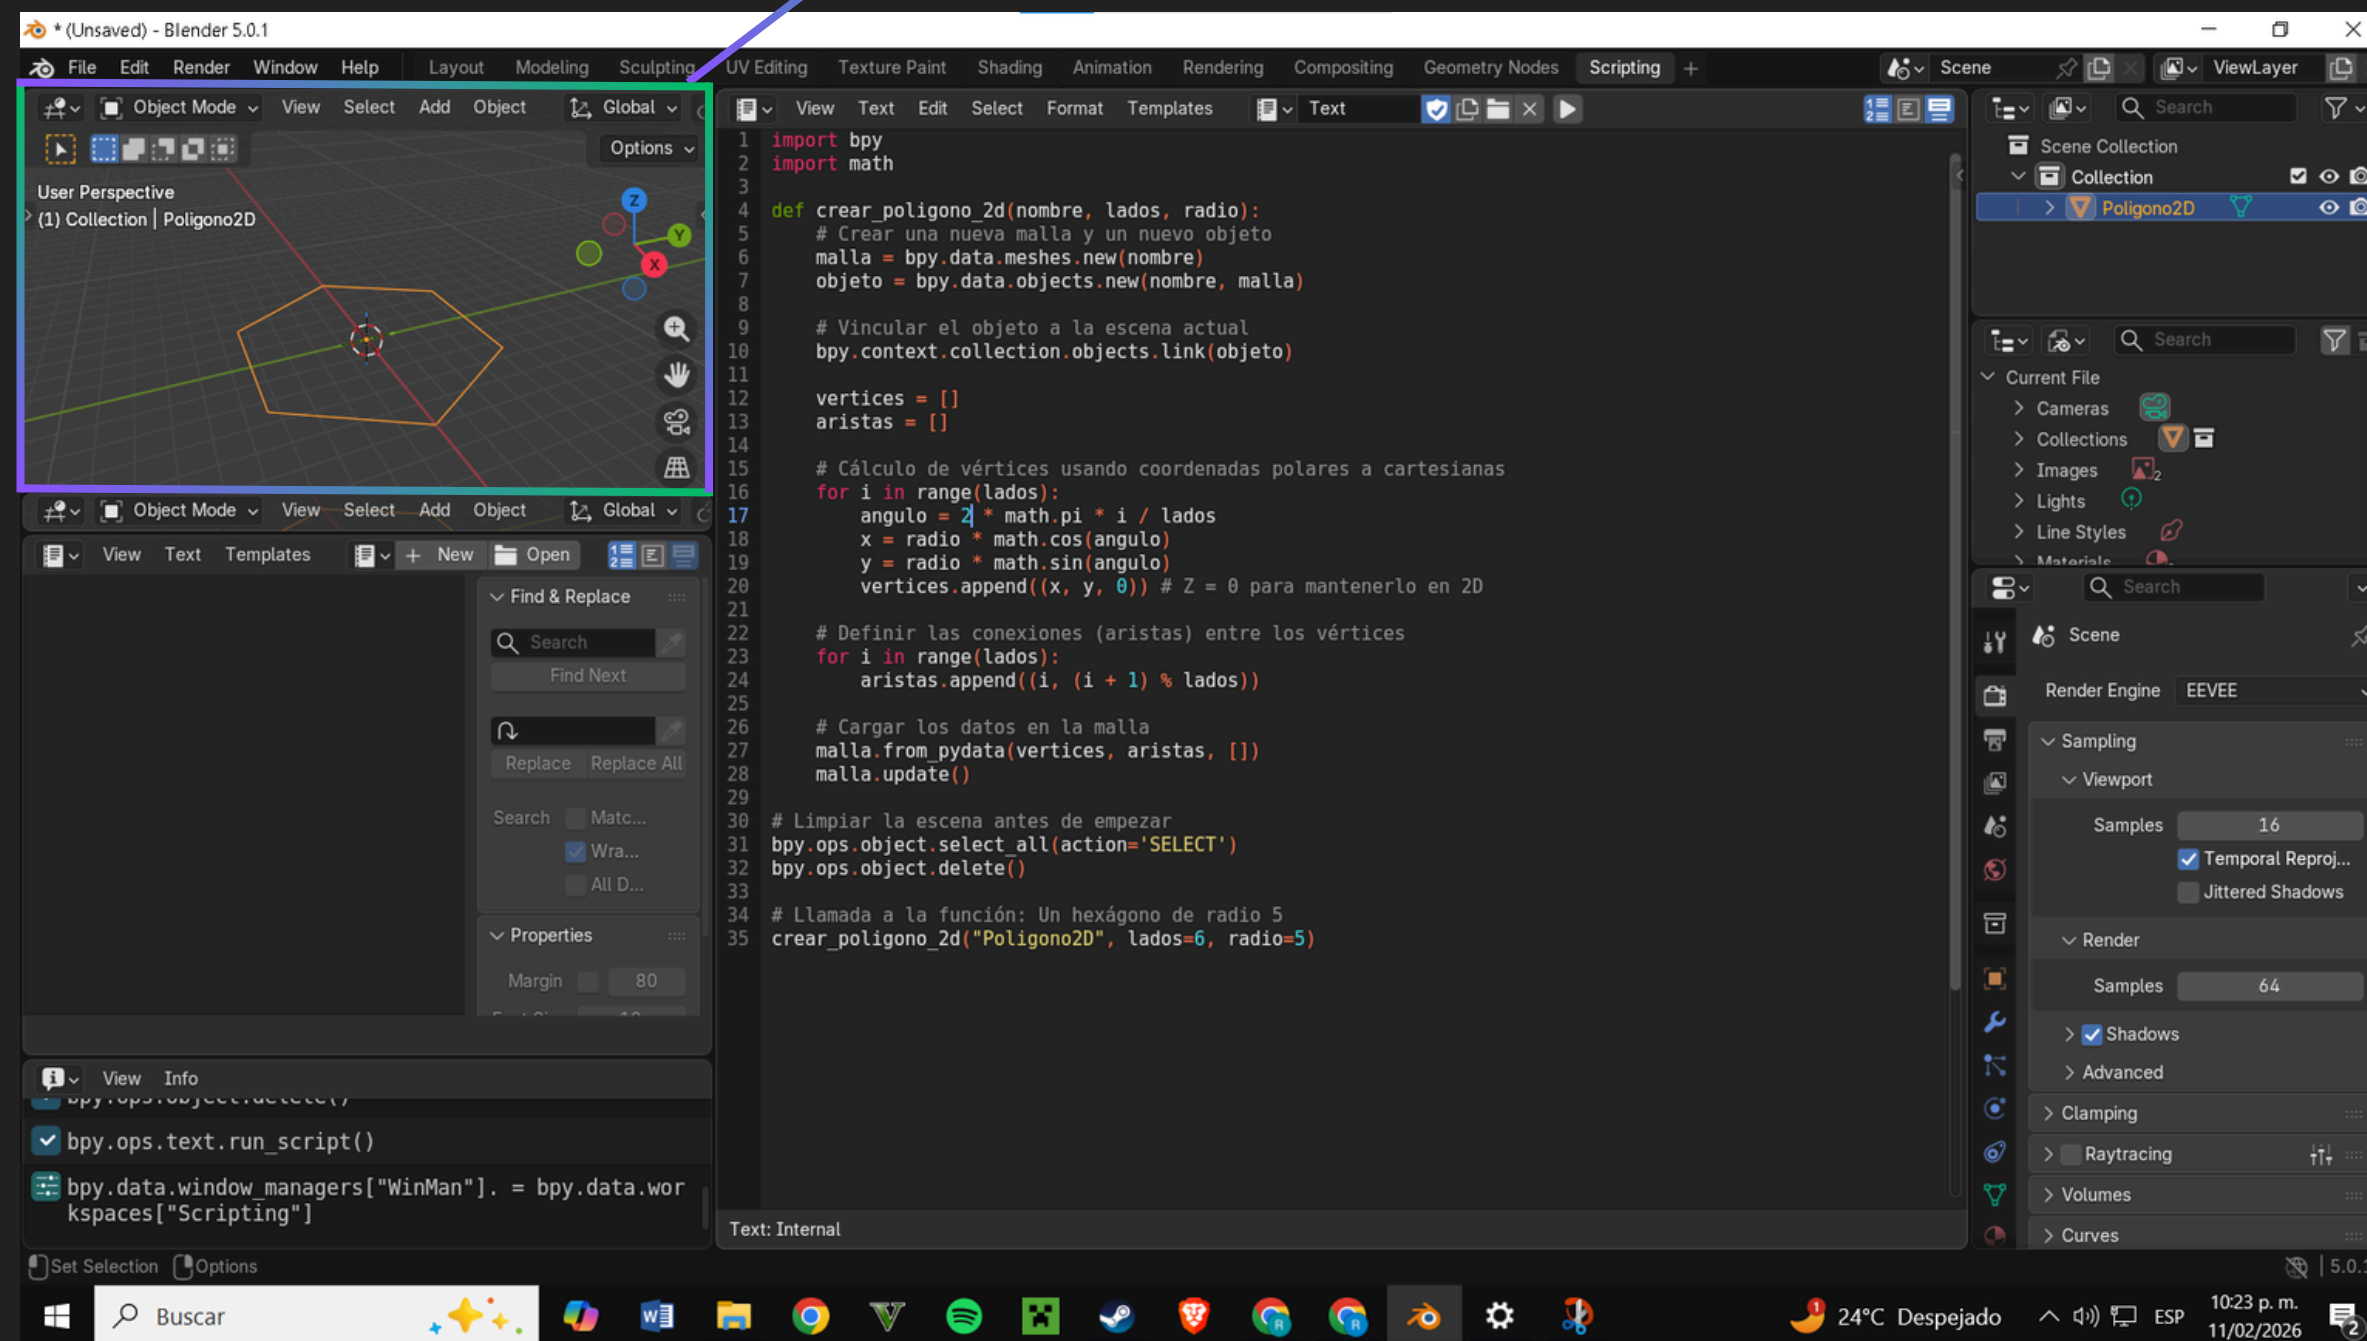 * (Unsaved) - Blender 5.0.1
File Edit Render Window Help Layout Modeling Sculpting UV Editing Texture Paint Shading Animation Rendering Compositing Geometry Nodes Scripting + Scene ViewLayer
Object Mode View Select Add Object Global
Options
User Perspective
(1) Collection | Poligono2D
Z
Y
X
Object Mode View Select Add Object Global
View Text Templates + New Open
Find & Replace
Search
Find Next
Replace Replace All
Search Matc...
Wra...
All D...
Properties
Margin 80
View Info
bpy.ops.object.delete()
bpy.ops.text.run_script()
bpy.data.window_managers["WinMan"]. = bpy.data.wor
kspaces["Scripting"]
View Text Edit Select Format Templates Text
1 import bpy
2 import math
3
4 def crear_poligono_2d(nombre, lados, radio):
5 # Crear una nueva malla y un nuevo objeto
6 malla = bpy.data.meshes.new(nombre)
7 objeto = bpy.data.objects.new(nombre, malla)
8
9 # Vincular el objeto a la escena actual
10 bpy.context.collection.objects.link(objeto)
11
12 vertices = []
13 aristas = []
14
15 # Cálculo de vértices usando coordenadas polares a cartesianas
16 for i in range(lados):
17 angulo = 2 * math.pi * i / lados
18 x = radio * math.cos(angulo)
19 y = radio * math.sin(angulo)
20 vertices.append((x, y, 0)) # Z = 0 para mantenerlo en 2D
21
22 # Definir las conexiones (aristas) entre los vértices
23 for i in range(lados):
24 aristas.append((i, (i + 1) % lados))
25
26 # Cargar los datos en la malla
27 malla.from_pydata(vertices, aristas, [])
28 malla.update()
29
30 # Limpiar la escena antes de empezar
31 bpy.ops.object.select_all(action='SELECT')
32 bpy.ops.object.delete()
33
34 # Llamada a la función: Un hexágono de radio 5
35 crear_poligono_2d("Poligono2D", lados=6, radio=5)
Text: Internal
Search
Scene Collection
Collection
Poligono2D
Search
Current File
Cameras
Collections
Images 2
Lights
Line Styles
Materials
Search
Scene
Render Engine EEVEE
Sampling
Viewport
Samples 16
Temporal Reproj...
Jittered Shadows
Render
Samples 64
Shadows
Advanced
Clamping
Raytracing
Volumes
Curves
Set Selection Options
5.0.1
Buscar
1
24°C Despejado ESP 10:23 p. m.
11/02/2026
2